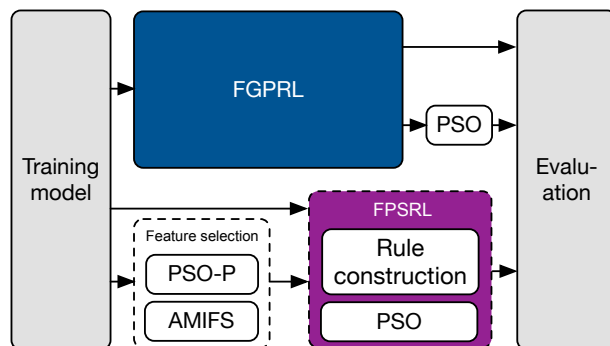 Training
model
FGPRL
PSO
Evalu-
ation
Feature selection
PSO-P
AMIFS
FPSRL
Rule
construction
PSO